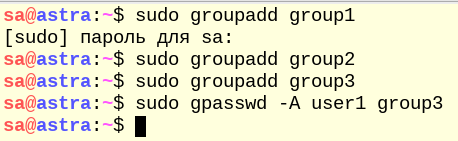 sa@astra:~$ sudo groupadd group1
[sudo] пароль для sa:
sa@astra:~$ sudo groupadd group2
sa@astra:~$ sudo groupadd group3
sa@astra:~$ sudo gpasswd -A user1 group3
sa@astra:~$